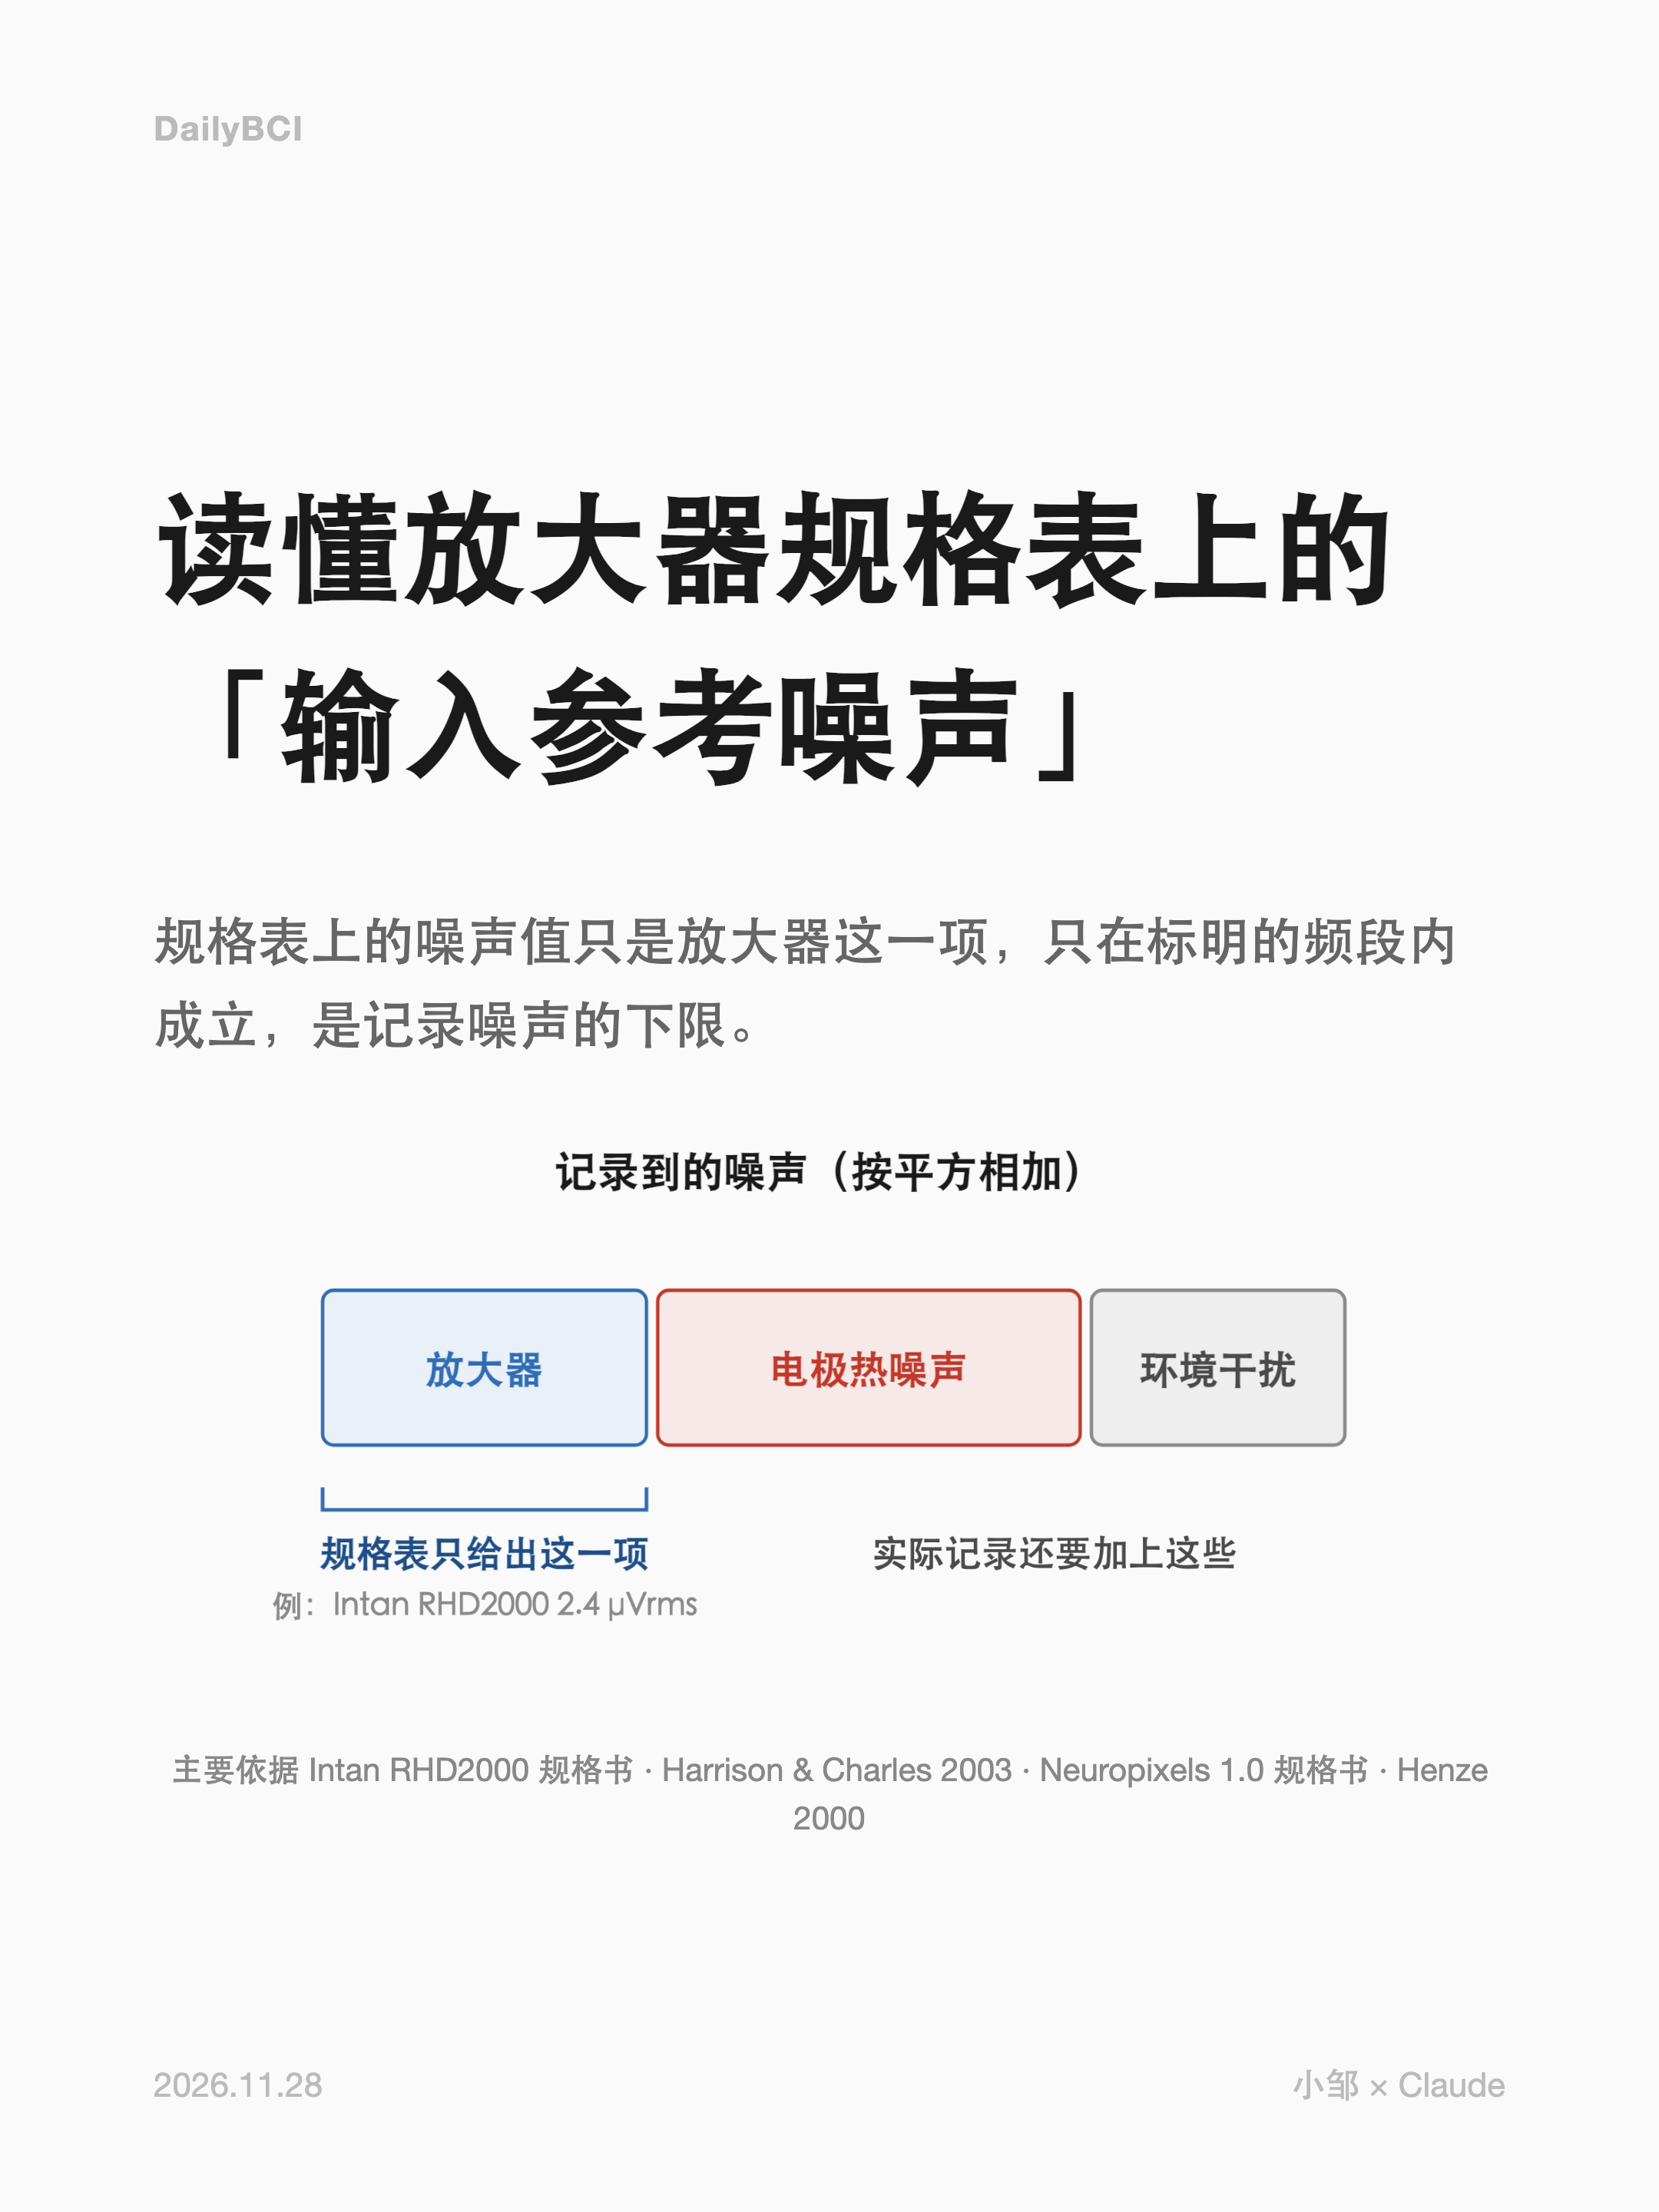 DailyBCI
读懂放大器规格表上的
「输入参考噪声」
规格表上的噪声值只是放大器这一项，只在标明的频段内
成立，是记录噪声的下限。
记录到的噪声（按平方相加）
放大器
电极热噪声
环境干扰
规格表只给出这一项
实际记录还要加上这些
例：Intan RHD2000 2.4 µVrms
主要依据 Intan RHD2000 规格书 · Harrison & Charles 2003 · Neuropixels 1.0 规格书 · Henze
2000
2026.11.28
小邹 × Claude